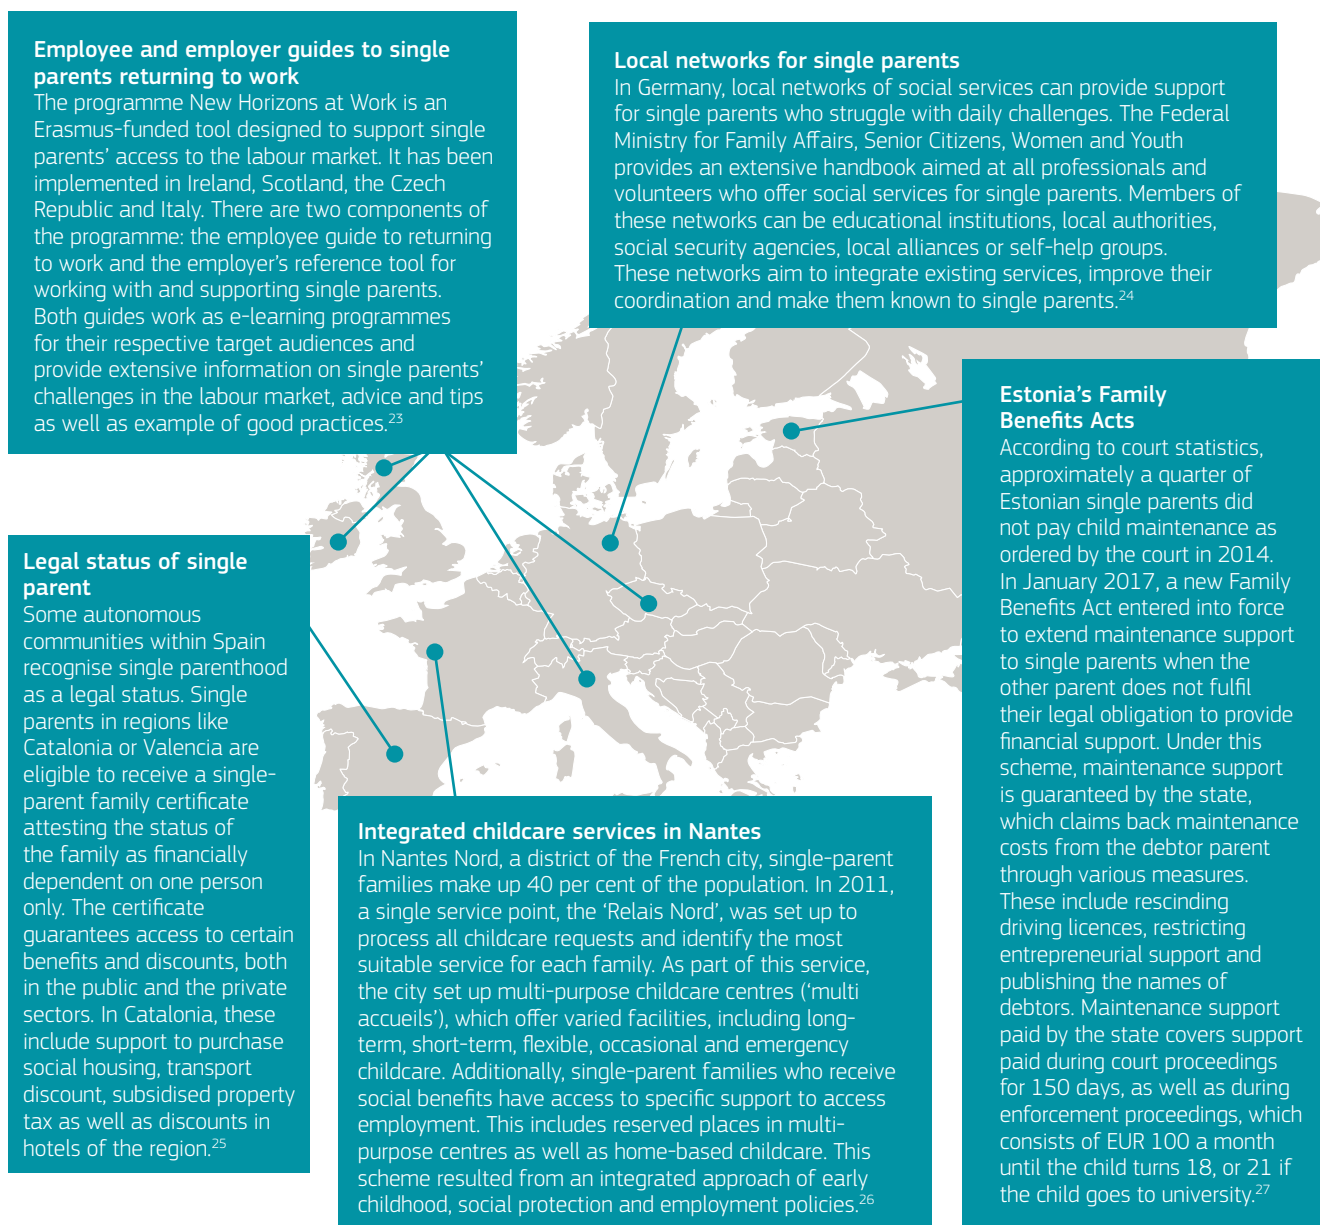 Employee and employer guides to single
parents returning to work
The programme New Horizons at Work is an
Erasmus-funded tool designed to support single
parents’ access to the labour market. It has been
implemented in Ireland, Scotland, the Czech
Republic and Italy. There are two components of
the programme: the employee guide to returning
to work and the employer’s reference tool for
working with and supporting single parents.
Both guides work as e-learning programmes
for their respective target audiences and
provide extensive information on single parents’
challenges in the labour market, advice and tips
as well as example of good practices.23
Local networks for single parents
In Germany, local networks of social services can provide support
for single parents who struggle with daily challenges. The Federal
Ministry for Family Affairs, Senior Citizens, Women and Youth
provides an extensive handbook aimed at all professionals and
volunteers who offer social services for single parents. Members of
these networks can be educational institutions, local authorities,
social security agencies, local alliances or self-help groups.
These networks aim to integrate existing services, improve their
coordination and make them known to single parents.24
Estonia’s Family
Benefits Acts
According to court statistics,
approximately a quarter of
Estonian single parents did
not pay child maintenance as
ordered by the court in 2014.
In January 2017, a new Family
Benefits Act entered into force
to extend maintenance support
to single parents when the
other parent does not fulfil
their legal obligation to provide
financial support. Under this
scheme, maintenance support
is guaranteed by the state,
which claims back maintenance
costs from the debtor parent
through various measures.
These include rescinding
driving licences, restricting
entrepreneurial support and
publishing the names of
debtors. Maintenance support
paid by the state covers support
paid during court proceedings
for 150 days, as well as during
enforcement proceedings, which
consists of EUR 100 a month
until the child turns 18, or 21 if
the child goes to university.27
Legal status of single
parent
Some autonomous
communities within Spain
recognise single parenthood
as a legal status. Single
parents in regions like
Catalonia or Valencia are
eligible to receive a single-
parent family certificate
attesting the status of
the family as financially
dependent on one person
only. The certificate
guarantees access to certain
benefits and discounts, both
in the public and the private
sectors. In Catalonia, these
include support to purchase
social housing, transport
discount, subsidised property
tax as well as discounts in
hotels of the region.25
Integrated childcare services in Nantes
In Nantes Nord, a district of the French city, single-parent
families make up 40 per cent of the population. In 2011,
a single service point, the ‘Relais Nord’, was set up to
process all childcare requests and identify the most
suitable service for each family. As part of this service,
the city set up multi-purpose childcare centres (‘multi
accueils’), which offer varied facilities, including long-
term, short-term, flexible, occasional and emergency
childcare. Additionally, single-parent families who receive
social benefits have access to specific support to access
employment. This includes reserved places in multi-
purpose centres as well as home-based childcare. This
scheme resulted from an integrated approach of early
childhood, social protection and employment policies.26